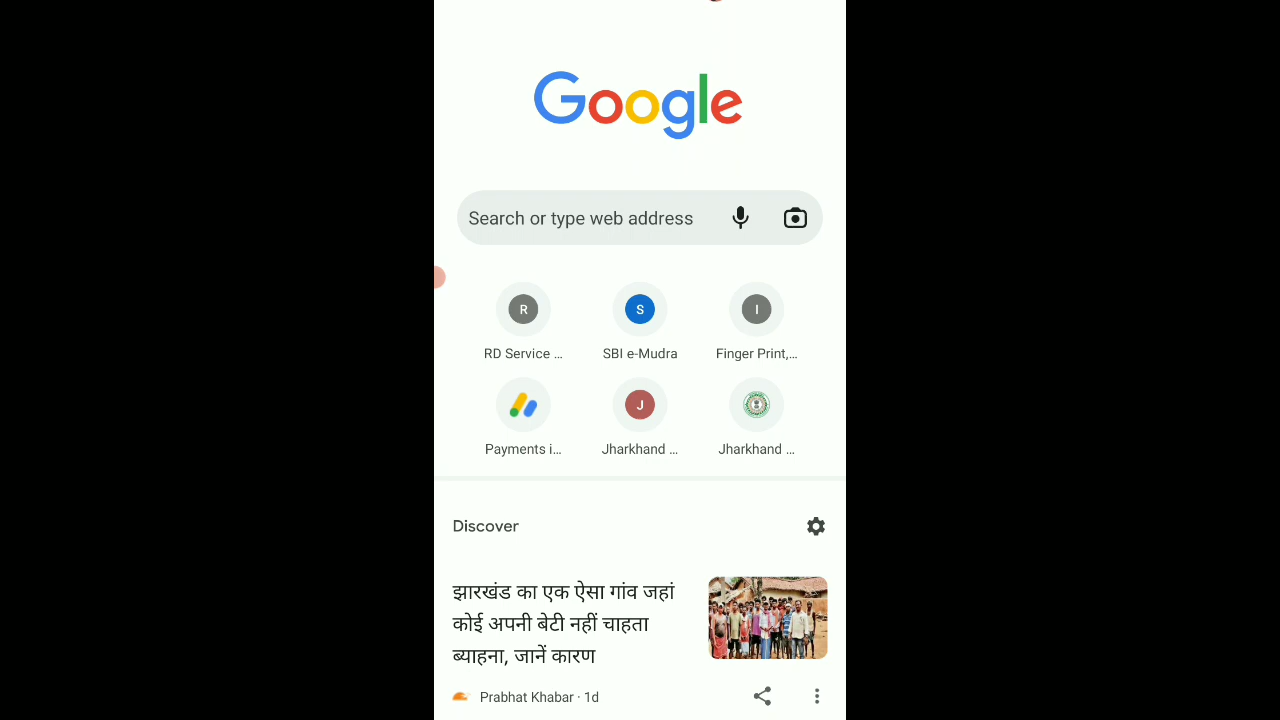 Google
Search or type web address
R
S
I
RD Service ...
SBI e-Mudra
Finger Print,...
Payments i...
J
Jharkhand ...
Jharkhand ...
Discover
झारखंड का एक ऐसा गांव जहां
कोई अपनी बेटी नहीं चाहता
ब्याहना, जानें कारण
Prabhat Khabar · 1d